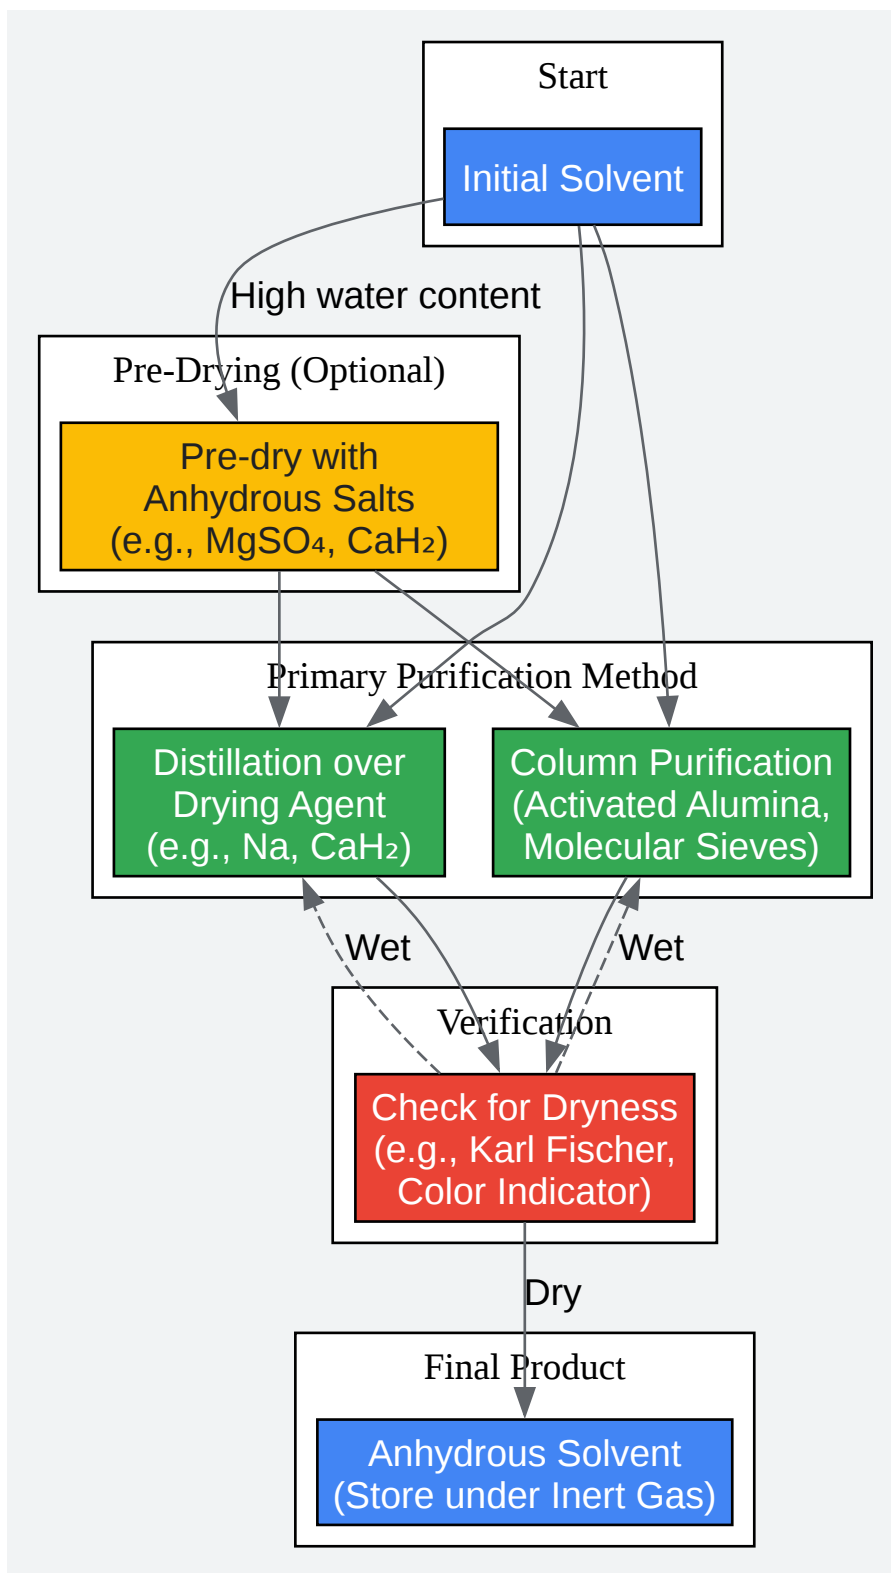 Start
Initial Solvent
High water content
Pre-Drying (Optional)
Pre-dry with
Anhydrous Salts
(e.g., MgSO₄, CaH₂)
Primary Purification Method
Distillation over
Drying Agent
(e.g., Na, CaH₂)
Column Purification
(Activated Alumina,
Molecular Sieves)
Wet
Wet
Verification
Check for Dryness
(e.g., Karl Fischer,
Color Indicator)
Dry
Final Product
Anhydrous Solvent
(Store under Inert Gas)